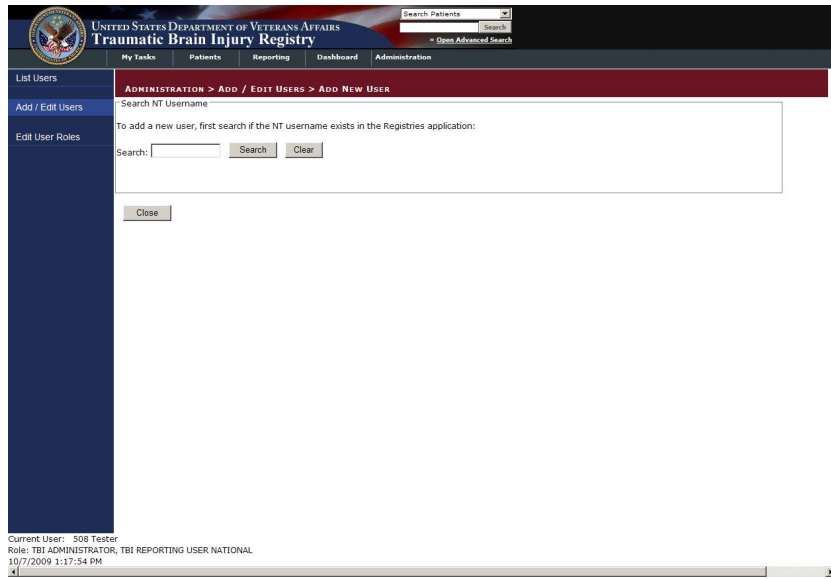 UNITED STATES DEPARTMENT OF VETERANS AFFAIRS
Traumatic Brain Injury Registry
Search Patients
Search
» Open Advanced Search
My Tasks Patients Reporting Dashboard Administration
List Users
Add / Edit Users
Edit User Roles
ADMINISTRATION > ADD / EDIT USERS > ADD NEW USER
Search NT Username
To add a new user, first search if the NT username exists in the Registries application:
Search: Search Clear
Close
Current User: 508 Tester
Role: TBI ADMINISTRATOR, TBI REPORTING USER NATIONAL
10/7/2009 1:17:54 PM